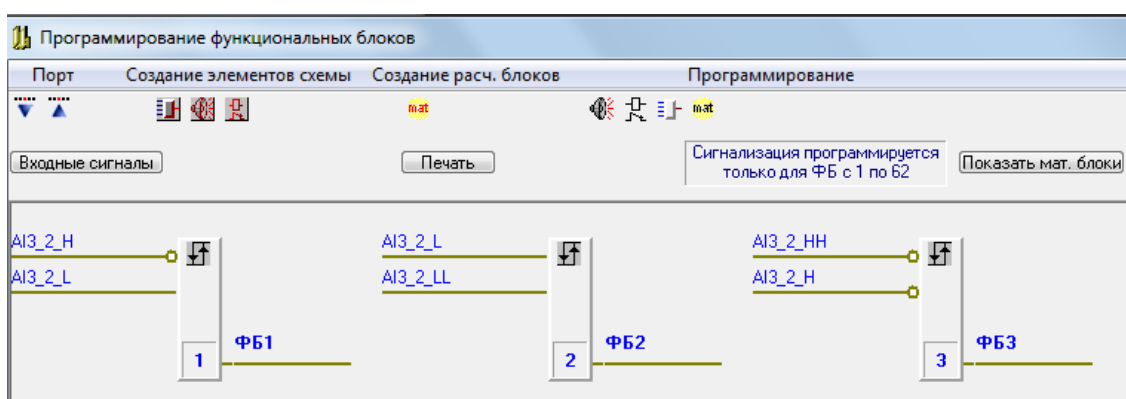 Программирование функциональных блоков
Порт Создание элементов схемы Создание расч. блоков Программирование
mat mat
Входные сигналы Печать Сигнализация программируется только для ФБ с 1 по 62 Показать мат. блоки
AI3_2_H AI3_2_L AI3_2_HH
AI3_2_L AI3_2_LL AI3_2_H
1 ФБ1 2 ФБ2 3 ФБ3